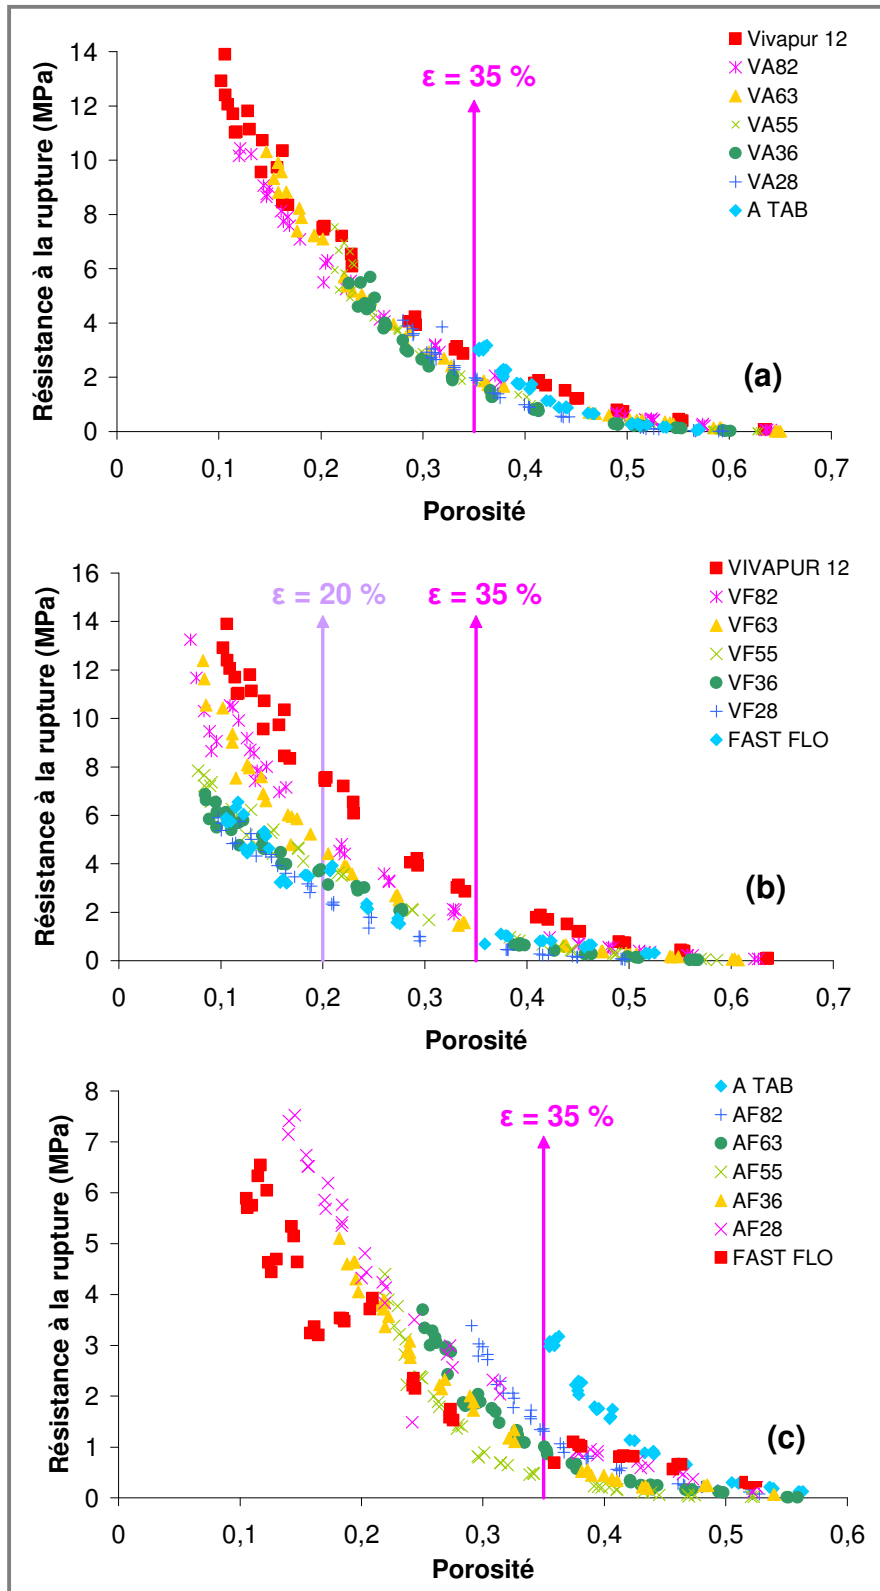 14
12
10
8
6
4
2
0
Résistance à la rupture (MPa)
ε = 35 %
Vivapur 12
VA82
VA63
VA55
VA36
VA28
A TAB
(a)
0
0,1
0,2
0,3
0,4
0,5
0,6
0,7
Porosité
16
14
12
10
8
6
4
2
0
Résistance à la rupture (MPa)
ε = 20 %
ε = 35 %
VIVAPUR 12
VF82
VF63
VF55
VF36
VF28
FAST FLO
(b)
0
0,1
0,2
0,3
0,4
0,5
0,6
0,7
Porosité
8
7
6
5
4
3
2
1
0
Résistance à la rupture (MPa)
ε = 35 %
A TAB
AF82
AF63
AF55
AF36
AF28
FAST FLO
(c)
0
0,1
0,2
0,3
0,4
0,5
0,6
Porosité